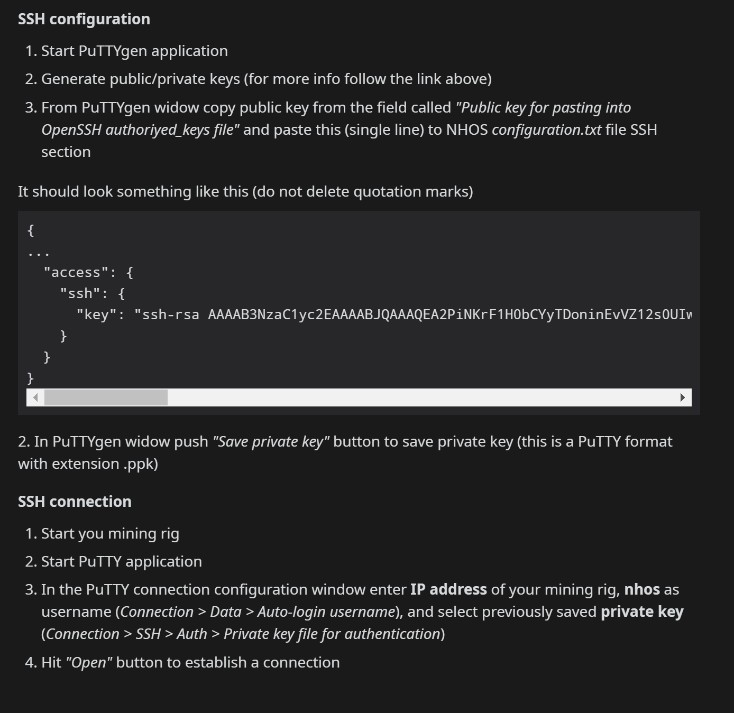 SSH configuration
1. Start PuTTYgen application
2. Generate public/private keys (for more info follow the link above)
3. From PuTTYgen widow copy public key from the field called "Public key for pasting into
OpenSSH authoriyed_keys file" and paste this (single line) to NHOS configuration.txt file SSH
section
It should look something like this (do not delete quotation marks)
{
...
"access": {
"ssh": {
"key": "ssh-rsa AAAAB3NzaC1yc2EAAAABJQAAAQEA2PiNKrF1H0bCYyTDoninEvVZ12sOUIw
}
}
}
2. In PuTTYgen widow push "Save private key" button to save private key (this is a PuTTY format
with extension .ppk)
SSH connection
1. Start you mining rig
2. Start PuTTY application
3. In the PuTTY connection configuration window enter IP address of your mining rig, nhos as
username (Connection > Data > Auto-login username), and select previously saved private key
(Connection > SSH > Auth > Private key file for authentication)
4. Hit "Open" button to establish a connection